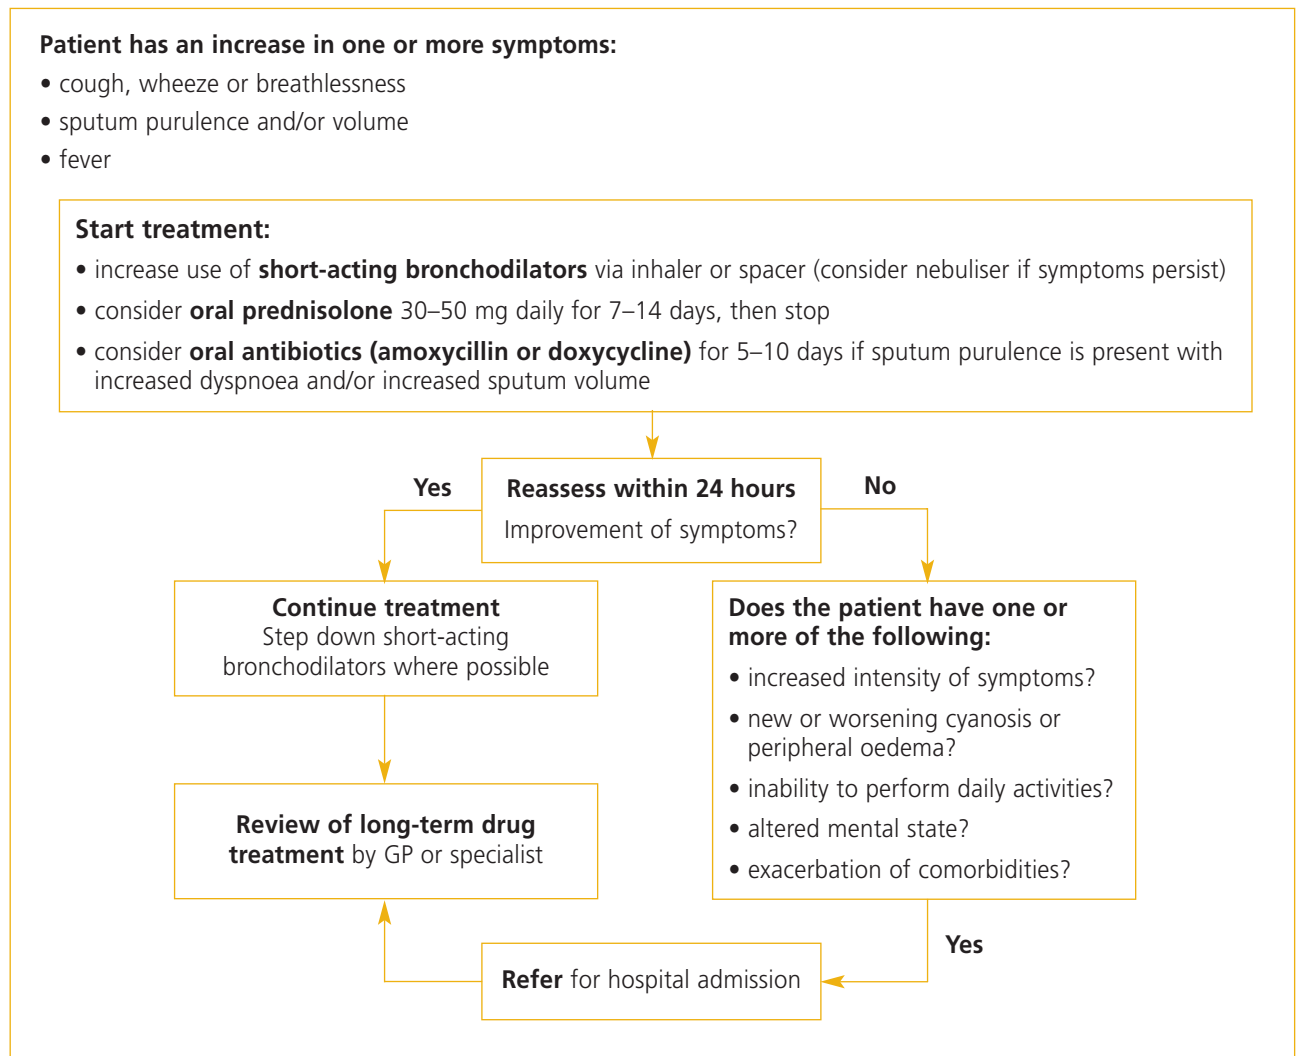 Patient has an increase in one or more symptoms:
• cough, wheeze or breathlessness
• sputum purulence and/or volume
• fever
Start treatment:
• increase use of short-acting bronchodilators via inhaler or spacer (consider nebuliser if symptoms persist)
• consider oral prednisolone 30–50 mg daily for 7–14 days, then stop
• consider oral antibiotics (amoxycillin or doxycycline) for 5–10 days if sputum purulence is present with
increased dyspnoea and/or increased sputum volume
Yes
Reassess within 24 hours
Improvement of symptoms?
No
Continue treatment
Step down short-acting
bronchodilators where possible
Review of long-term drug
treatment by GP or specialist
Does the patient have one or
more of the following:
• increased intensity of symptoms?
• new or worsening cyanosis or
peripheral oedema?
• inability to perform daily activities?
• altered mental state?
• exacerbation of comorbidities?
Yes
Refer for hospital admission